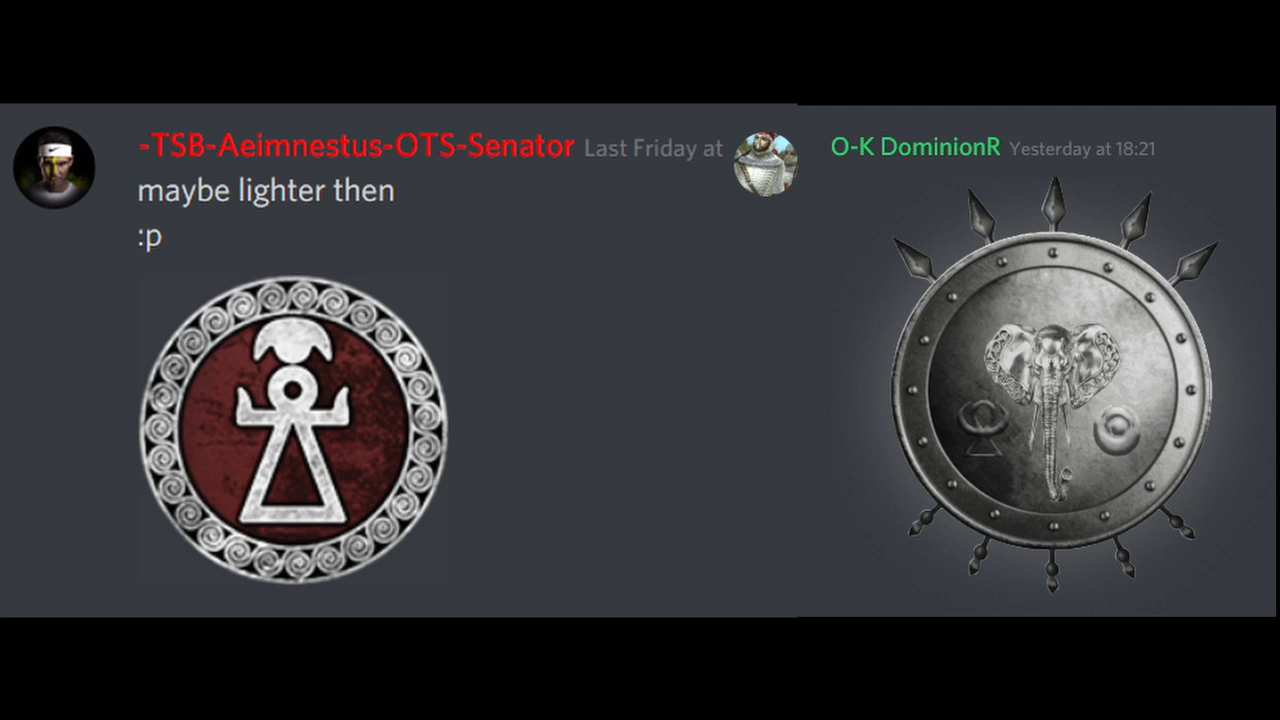 -TSB-Aeimnestus-OTS-Senator Last Friday at
maybe lighter then
:p
O-K DominionR Yesterday at 18:21